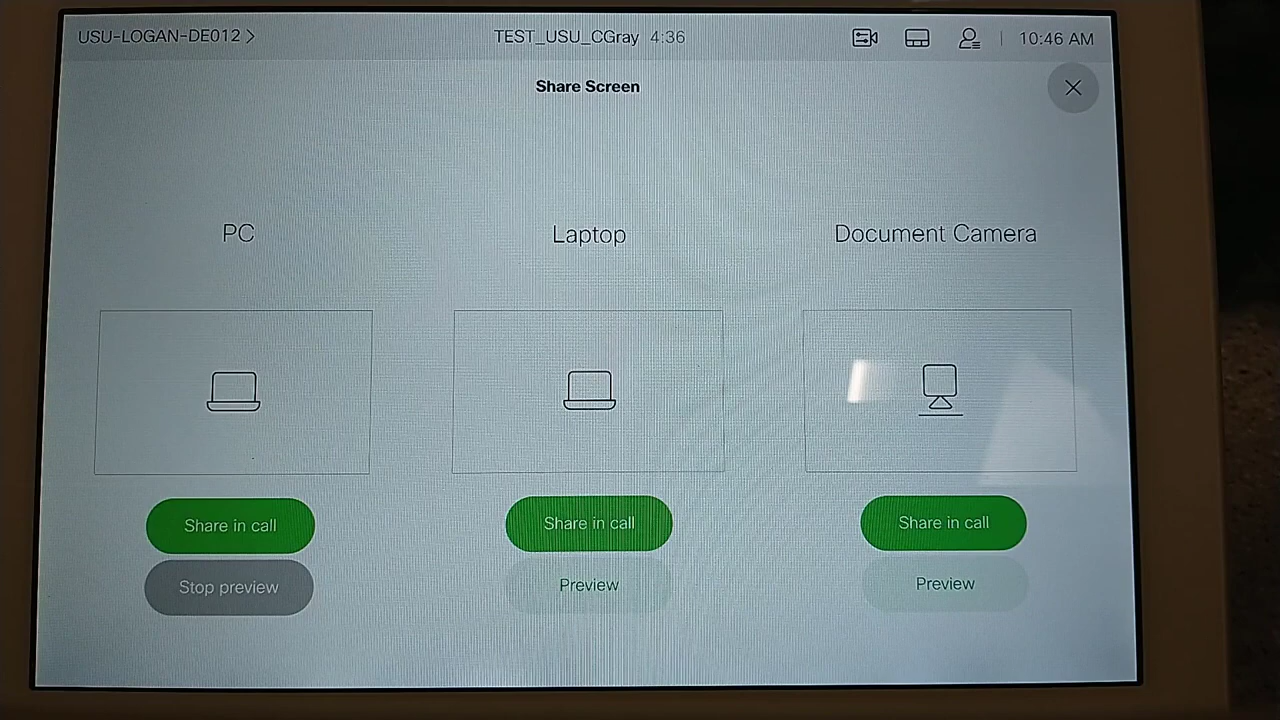 USU-LOGAN-DE012 >
TEST_USU_CGray 4:36
10:46 AM
Share Screen
PC
Laptop
Document Camera
Share in call
Share in call
Share in call
Stop preview
Preview
Preview